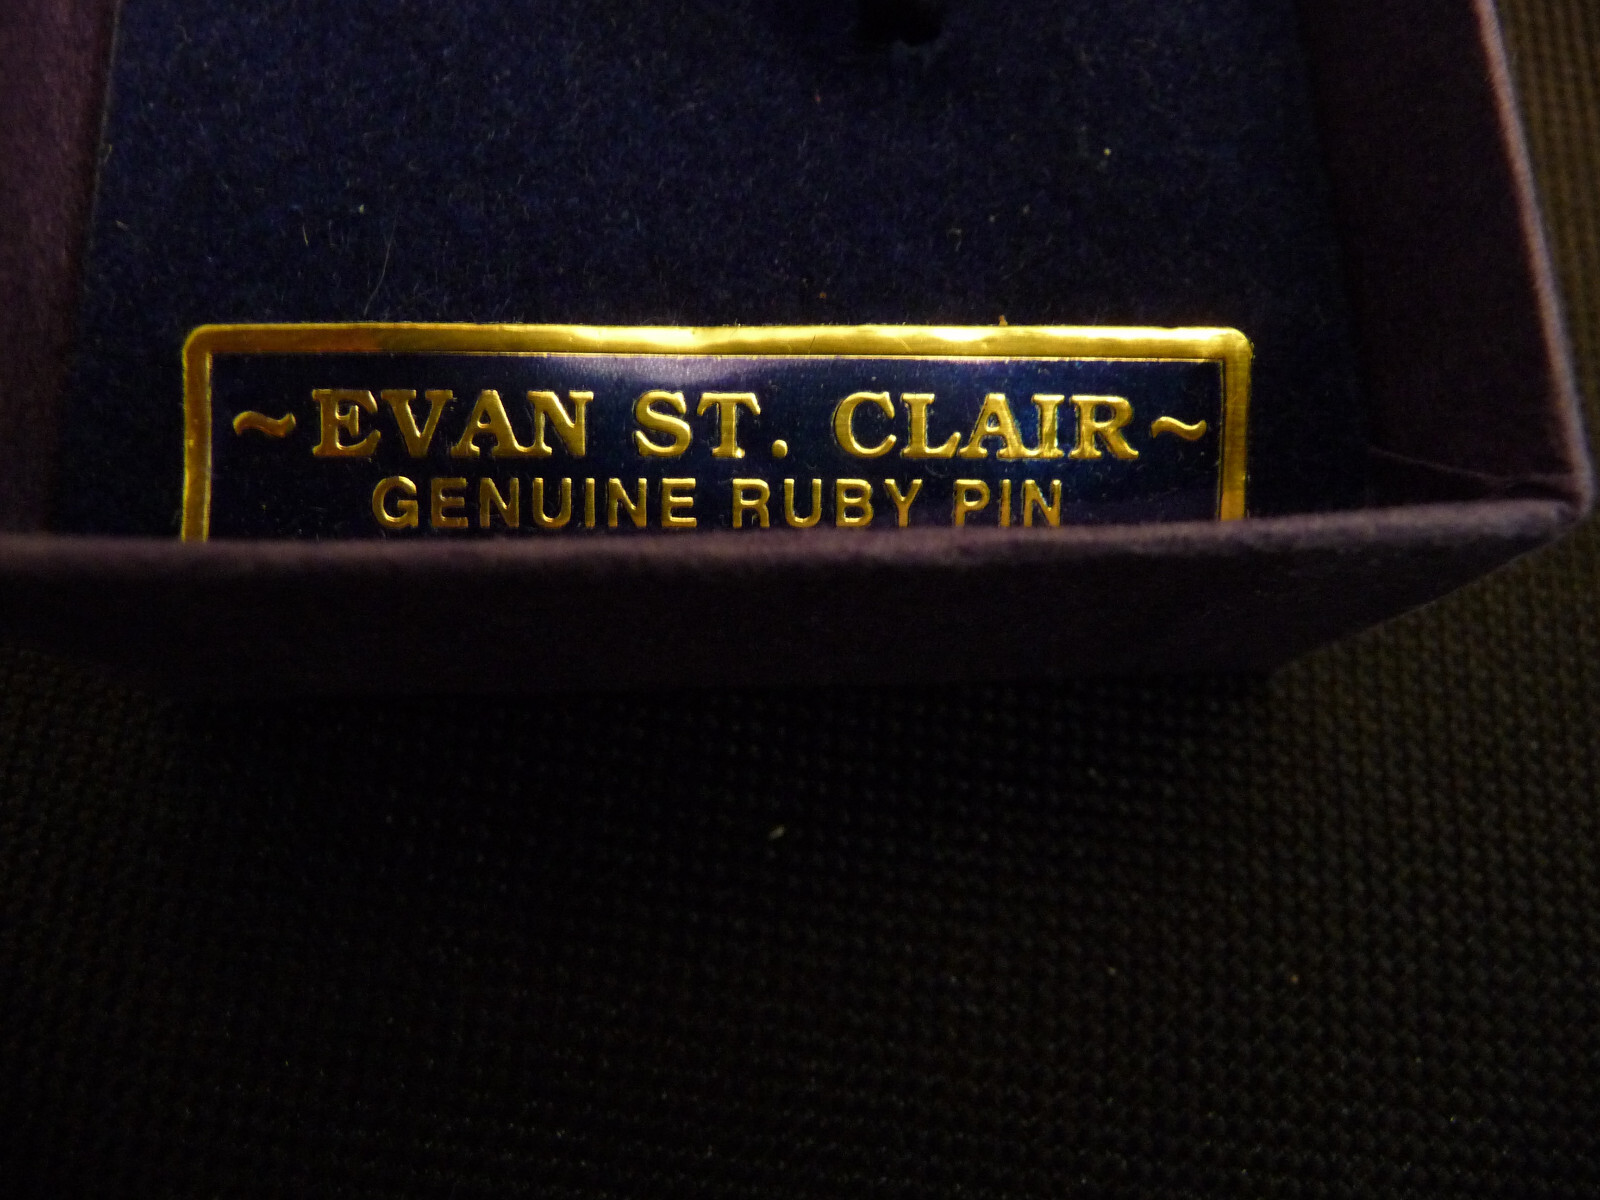 ~ EVAN ST. CLAIR ~
GENUINE RUBY PIN